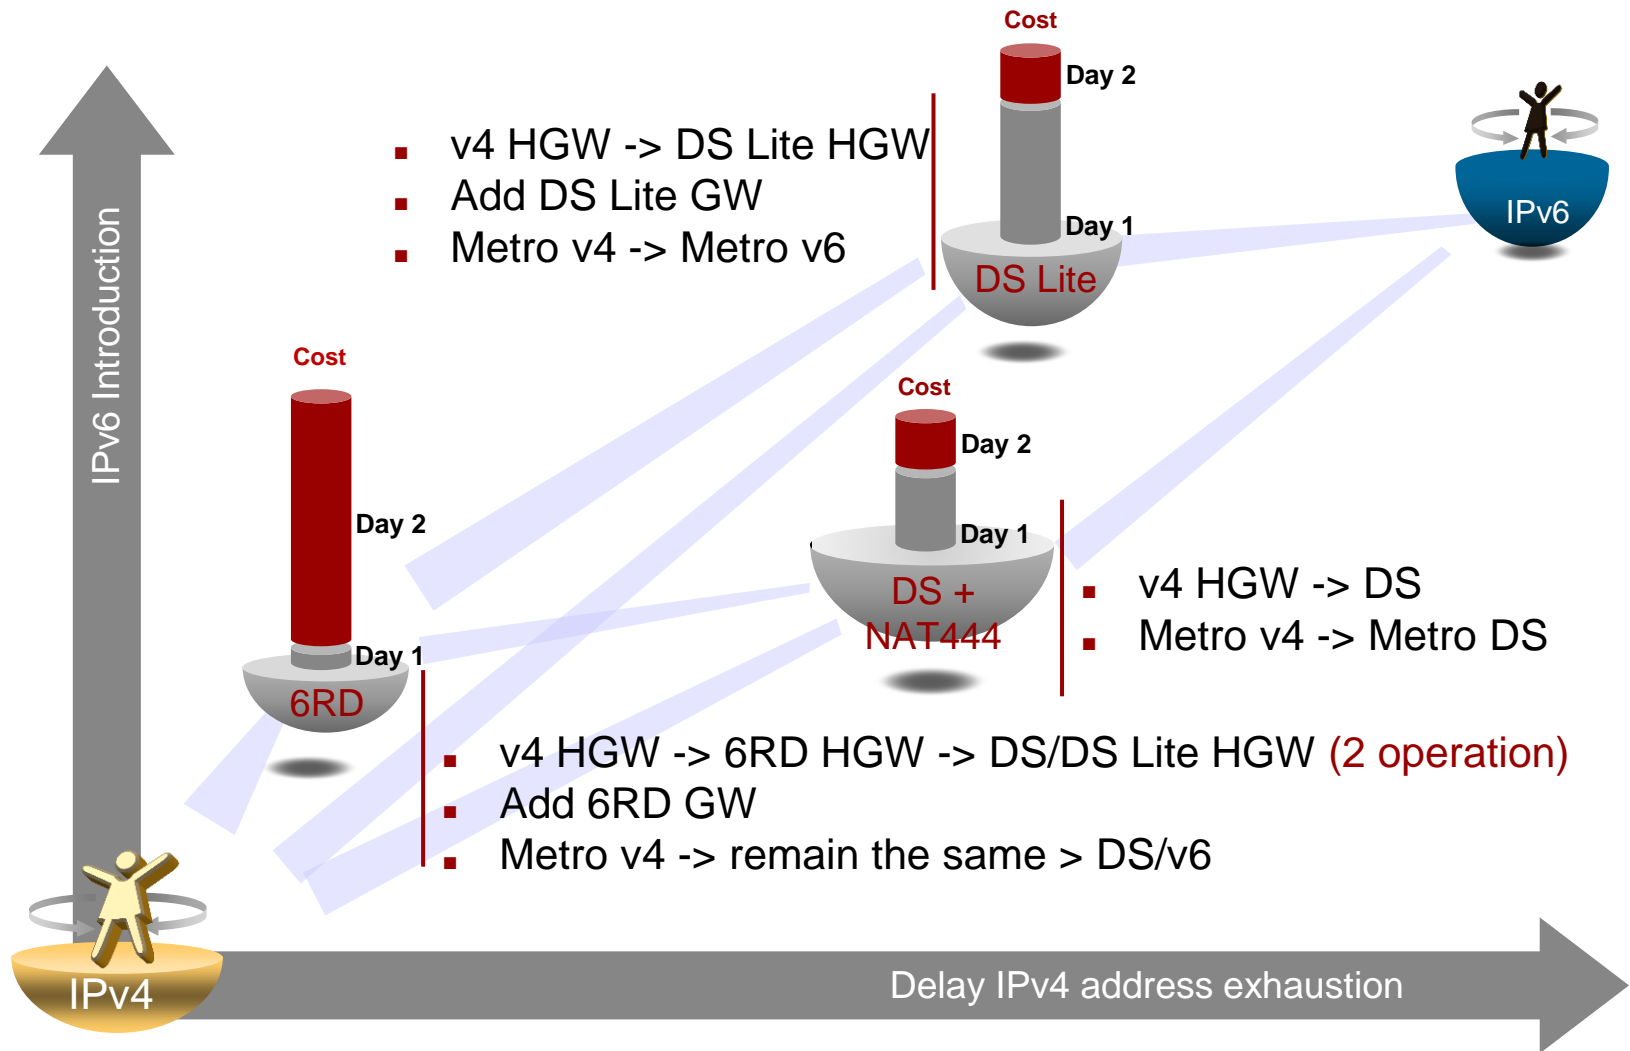 Cost
Day 2
v4 HGW -> DS Lite HGW
Add DS Lite GW
Metro v4 -> Metro v6
Day 1
DS Lite
IPv6
IPv6 Introduction
Cost
Day 2
Day 1
6RD
Cost
Day 2
Day 1
DS +
NAT444
v4 HGW -> DS
Metro v4 -> Metro DS
v4 HGW -> 6RD HGW -> DS/DS Lite HGW (2 operation)
Add 6RD GW
Metro v4 -> remain the same > DS/v6
IPv4
Delay IPv4 address exhaustion